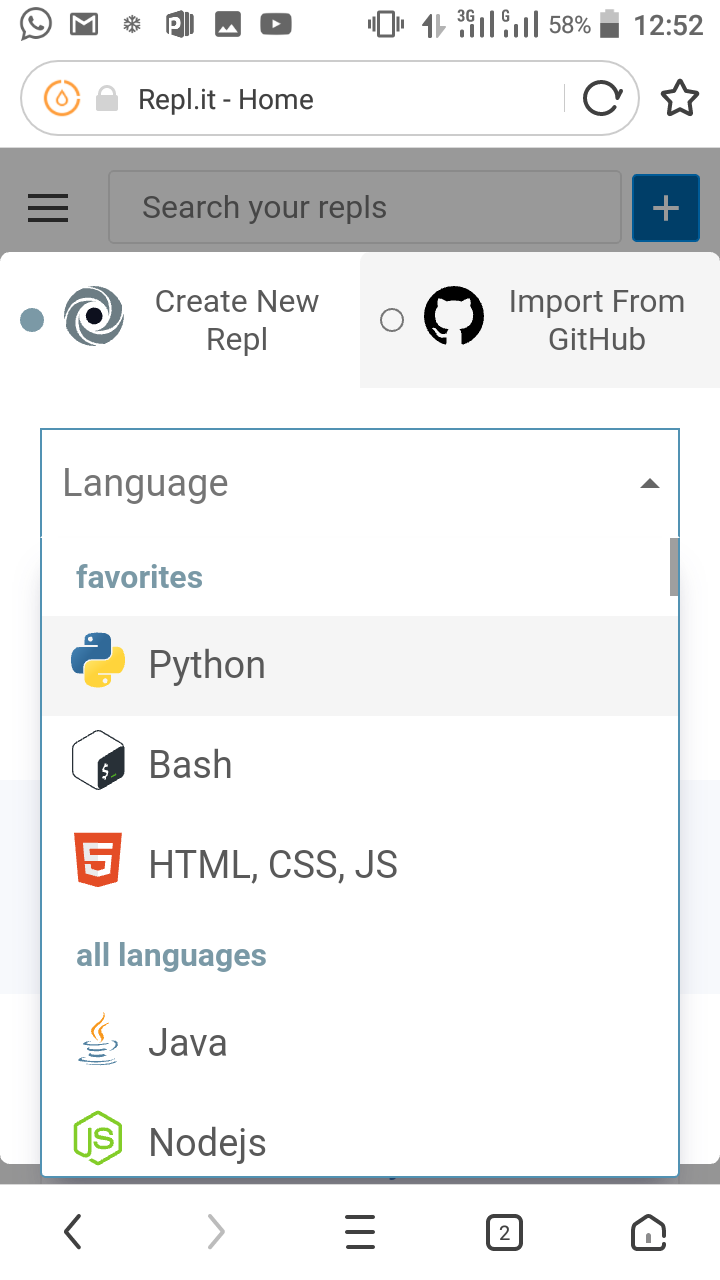 3G G 58% 12:52
Repl.it - Home
Search your repls
Create New
Repl
Import From
GitHub
Language
favorites
Python
Bash
HTML, CSS, JS
all languages
Java
Nodejs
2